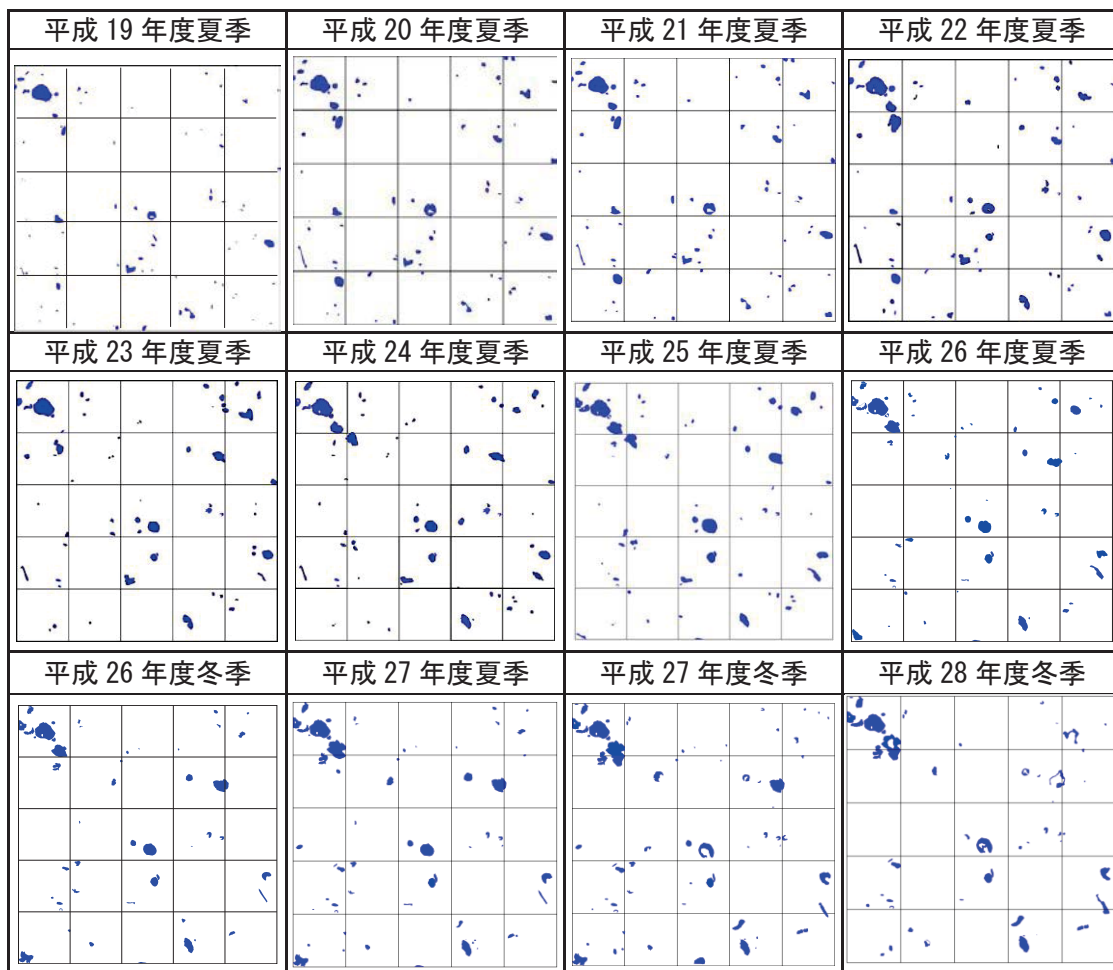 平成 19 年度夏季
平成 20 年度夏季
平成 21 年度夏季
平成 22 年度夏季
平成 23 年度夏季
平成 24 年度夏季
平成 25 年度夏季
平成 26 年度夏季
平成 26 年度冬季
平成 27 年度夏季
平成 27 年度冬季
平成 28 年度冬季